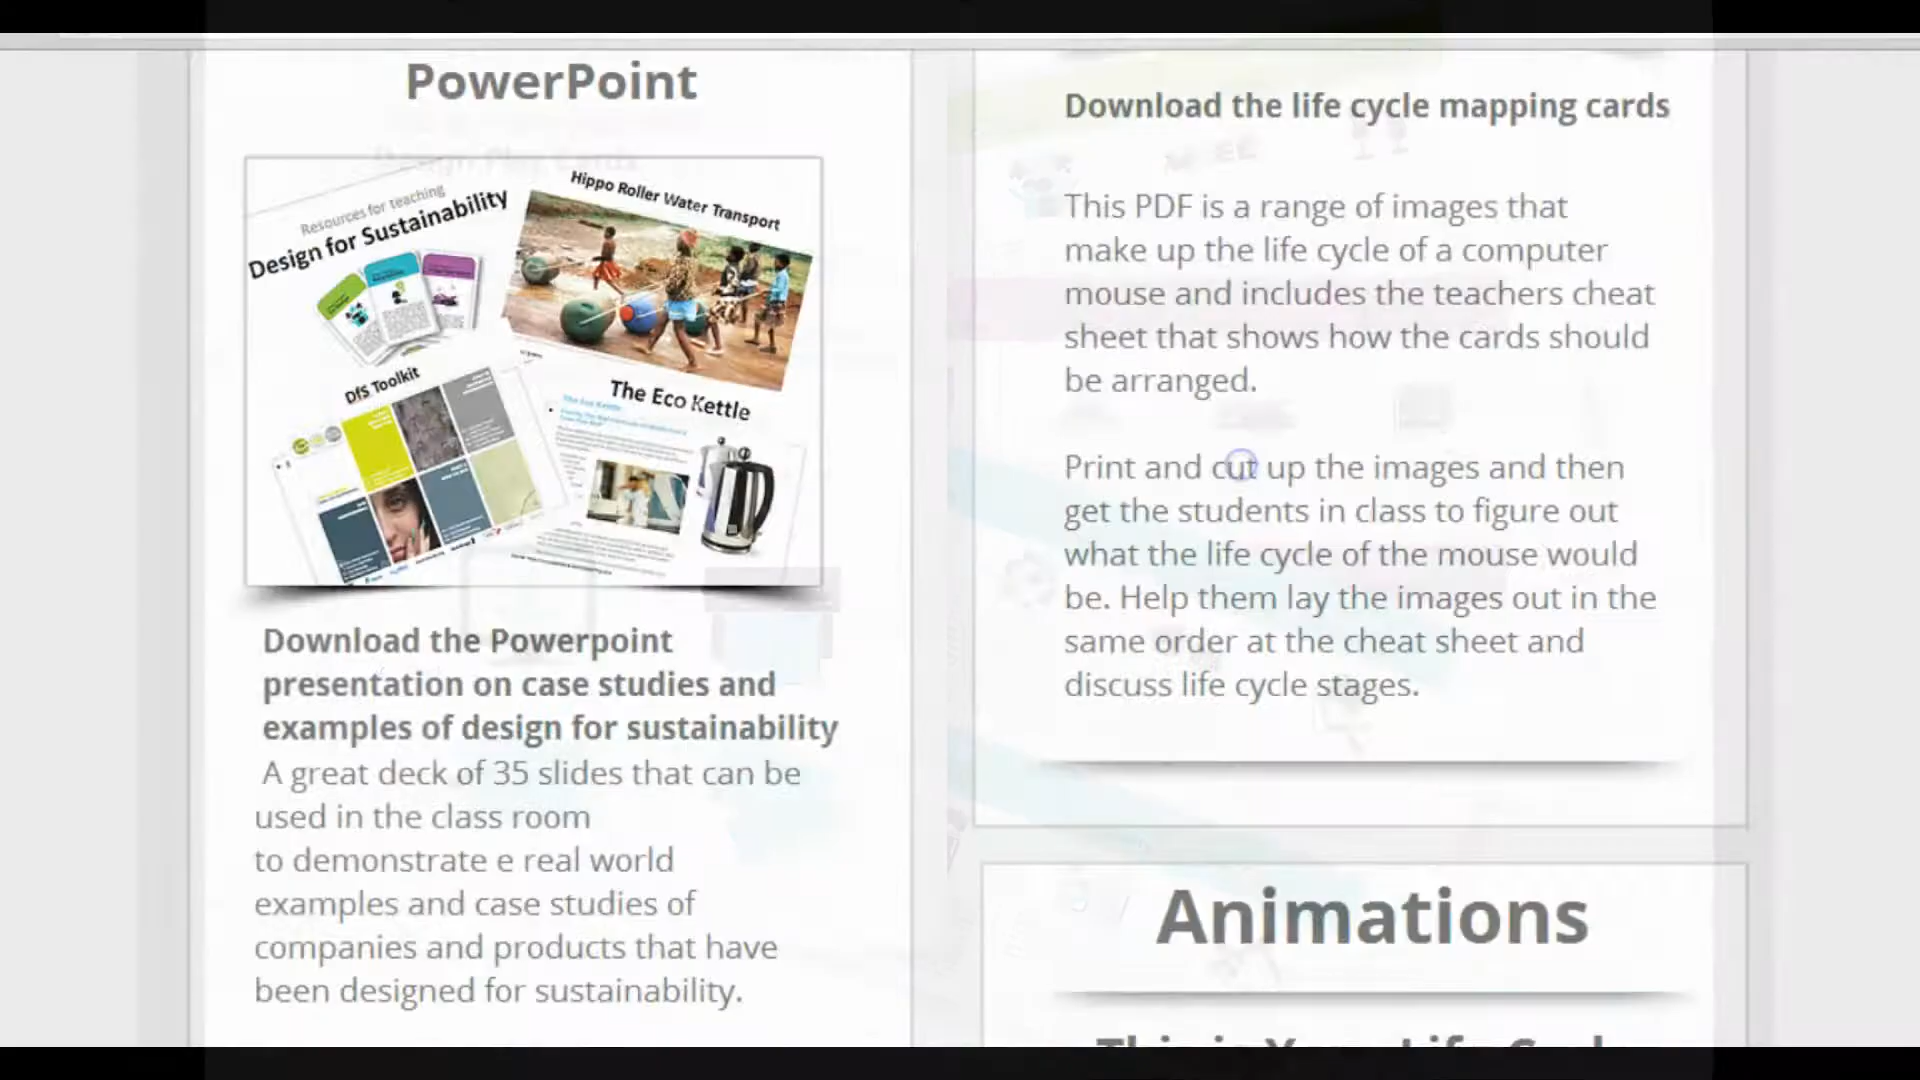 PowerPoint
Resources for teaching
Design for Sustainability
Hippo Roller Water Transport
DfS Toolkit
The Eco Kettle
The Eco Kettle
Download the Powerpoint
presentation on case studies and
examples of design for sustainability
A great deck of 35 slides that can be
used in the class room
to demonstrate e real world
examples and case studies of
companies and products that have
been designed for sustainability.
Download the life cycle mapping cards
This PDF is a range of images that
make up the life cycle of a computer
mouse and includes the teachers cheat
sheet that shows how the cards should
be arranged.
Print and cut up the images and then
get the students in class to figure out
what the life cycle of the mouse would
be. Help them lay the images out in the
same order at the cheat sheet and
discuss life cycle stages.
Animations